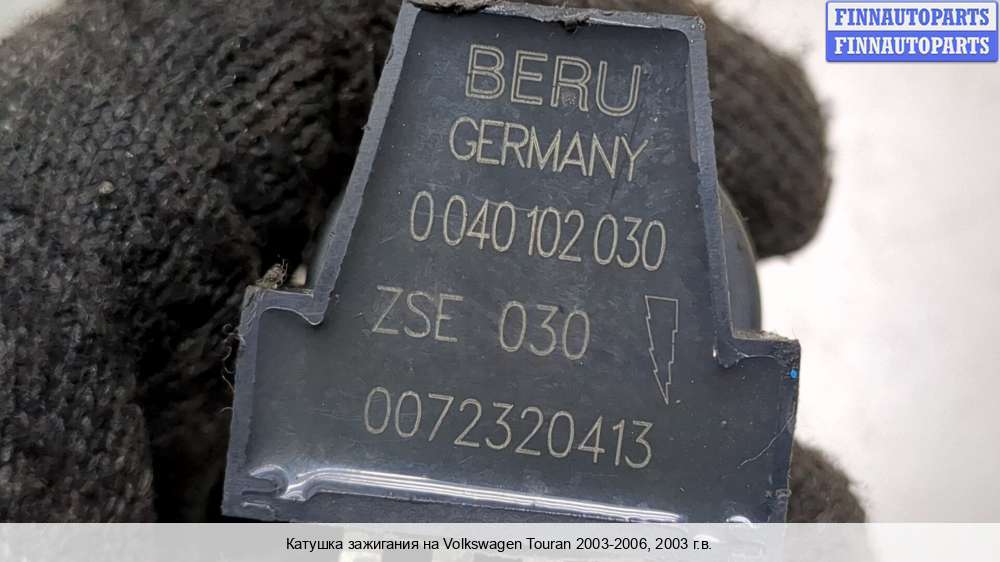 FINNAUTOPARTS
FINNAUTOPARTS
BERU
GERMANY
0 040 102 030
ZSE 030
0072320413
Катушка зажигания на Volkswagen Touran 2003-2006, 2003 г.в.